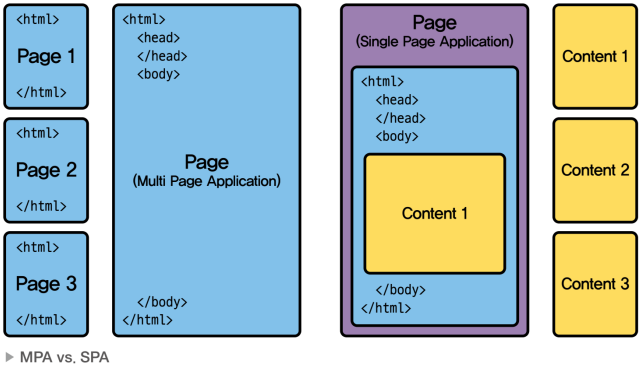 <html>
Page 1
</html>
<html>
Page 2
</html>
<html>
Page 3
</html>
<html>
<head>
</head>
<body>
Page
(Multi Page Application)
</body>
</html>
Page
(Single Page Application)
<html>
<head>
</head>
<body>
Content 1
</body>
</html>
Content 1
Content 2
Content 3
▶ MPA vs. SPA